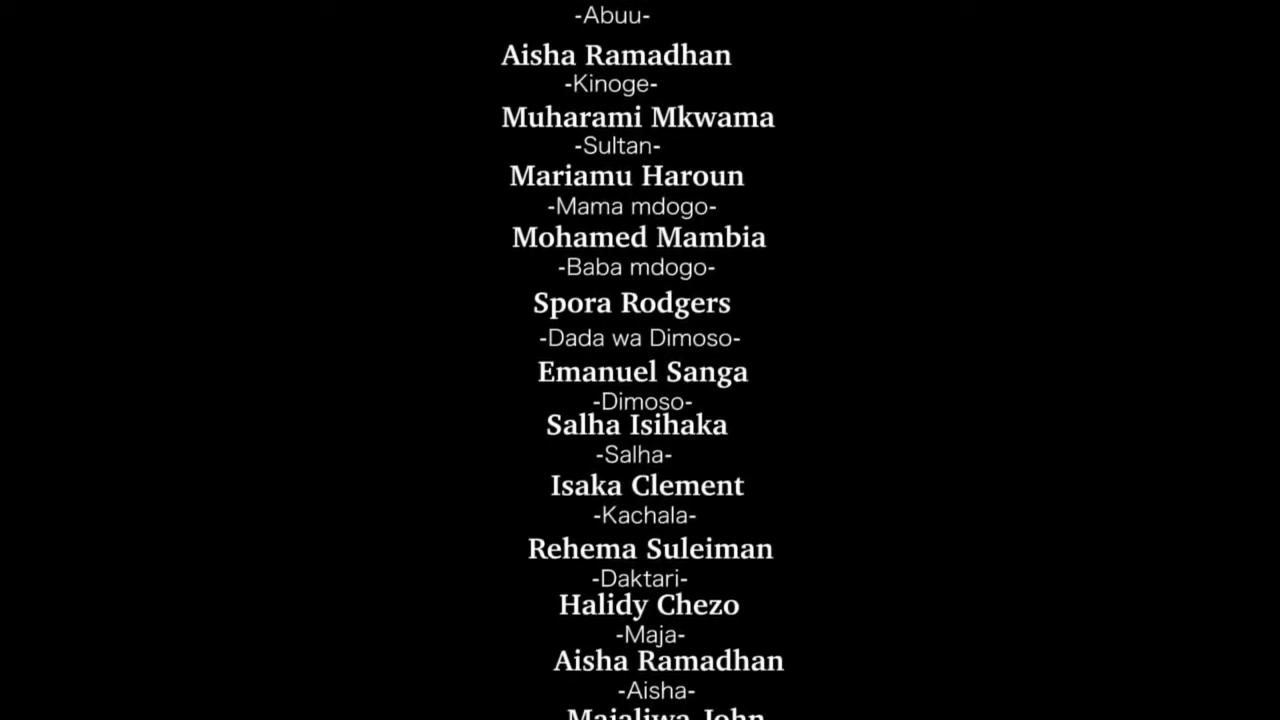 -Abuu-
Aisha Ramadhan
-Kinoge-
Muharami Mkwama
-Sultan-
Mariamu Haroun
-Mama mdogo-
Mohamed Mambia
-Baba mdogo-
Spora Rodgers
-Dada wa Dimoso-
Emanuel Sanga
-Dimoso-
Salha Isihaka
-Salha-
Isaka Clement
-Kachala-
Rehema Suleiman
-Daktari-
Halidy Chezo
-Maja-
Aisha Ramadhan
-Aisha-
Majaliwa John